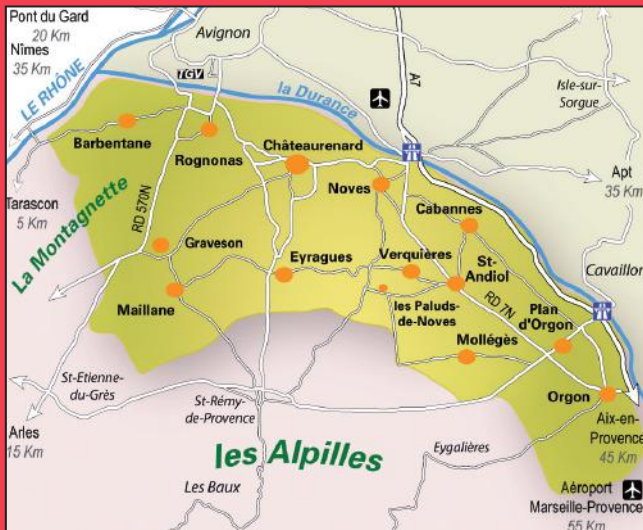 Pont du Gard
20 Km
Nîmes
35 Km
Avignon
TGV
LE RHÔNE
la Durance
A7
Isle-sur-
Sorgue
Barbentane
Rognonas
Châteaurenard
Noves
Apt
35 Km
Tarascon
5 Km
La Montagnette
RD 570N
Cabannes
Graveson
Eyragues
Verquières
St-
Andiol
Cavaillon
Maillane
les Paluds-
de-Noves
RD 7N
Plan
d'Orgon
Mollégès
St-Etienne-
du-Grès
St-Rémy-
de-Provence
Orgon
Arles
15 Km
Aix-en-
Provence
45 Km
les Alpilles
Eygalières
Les Baux
Aéroport
Marseille-Provence
55 Km